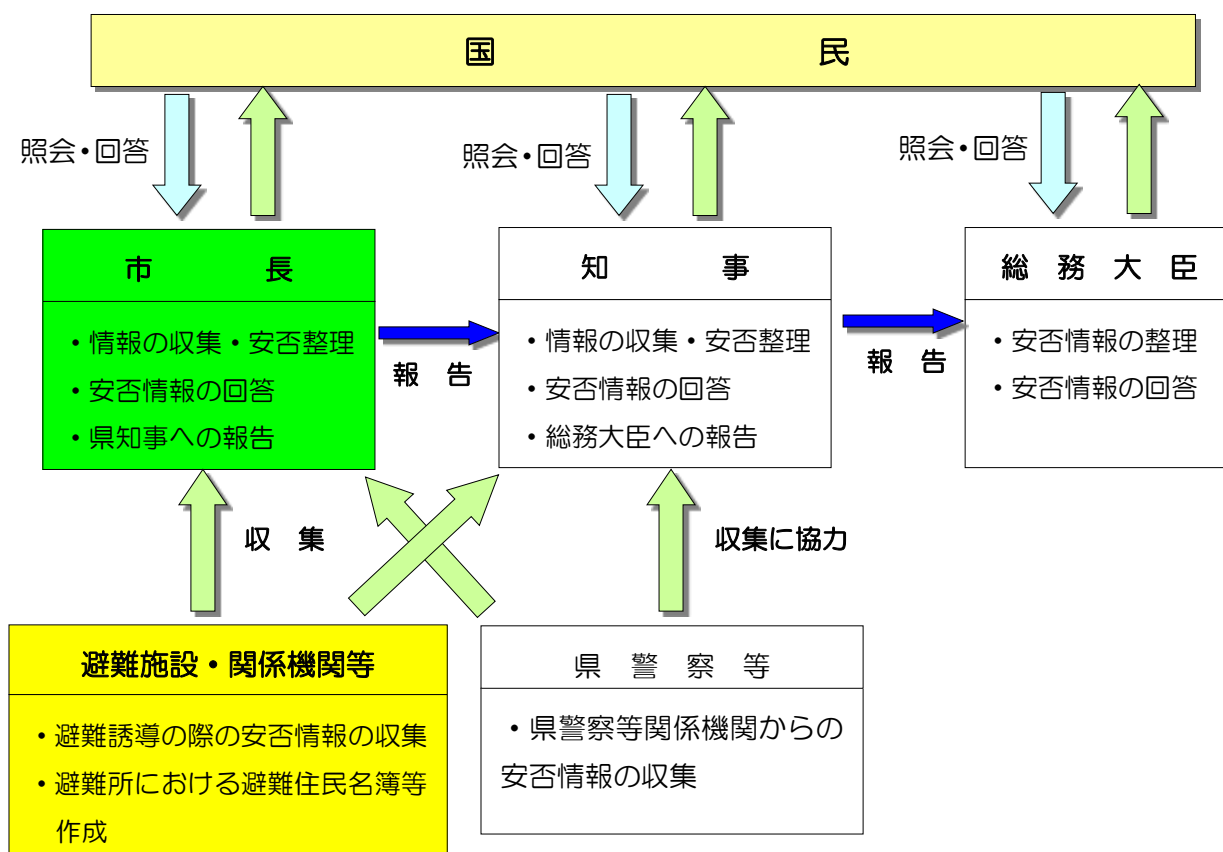 国　　民
照会・回答
照会・回答
照会・回答
市　　長
・情報の収集・安否整理
・安否情報の回答
・県知事への報告
報　告
知　　事
・情報の収集・安否整理
・安否情報の回答
・総務大臣への報告
報　告
総　務　大　臣
・安否情報の整理
・安否情報の回答
収　集
収集に協力
避難施設・関係機関等
・避難誘導の際の安否情報の収集
・避難所における避難住民名簿等
作成
県　警　察　等
・県警察等関係機関からの
安否情報の収集